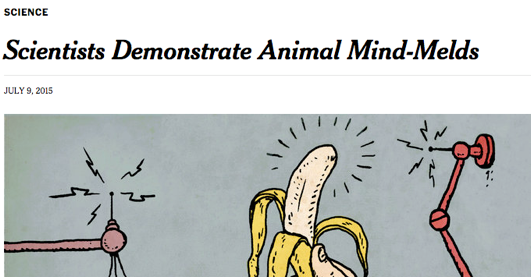 SCIENCE
Scientists Demonstrate Animal Mind-Melds
JULY 9, 2015